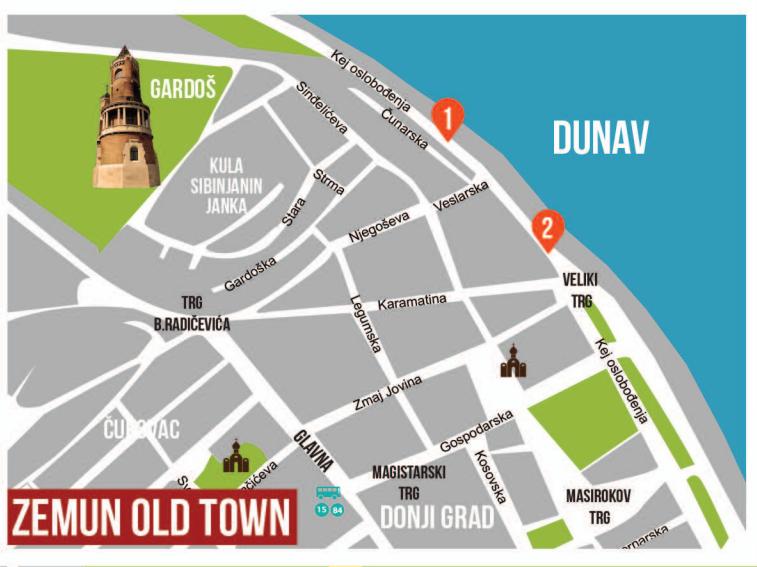 Kej oslobođenja
GARDOŠ
Sinđelićeva
1
Čunarska
DUNAV
KULA
SIBINJANIN
JANKA
Strma
Stara
Veslarska
Njegoševa
2
Gardoška
VELIKI
TRG
TRG
B.RADIČEVIĆA
Karamatina
Legumska
Kej oslobođenja
Zmaj Jovina
Gospodarska
GLAVNA
Kosovska
MAGISTARSKI
TRG
DONJI GRAD
15 84
MASIROKOV
TRG
ZEMUN OLD TOWN